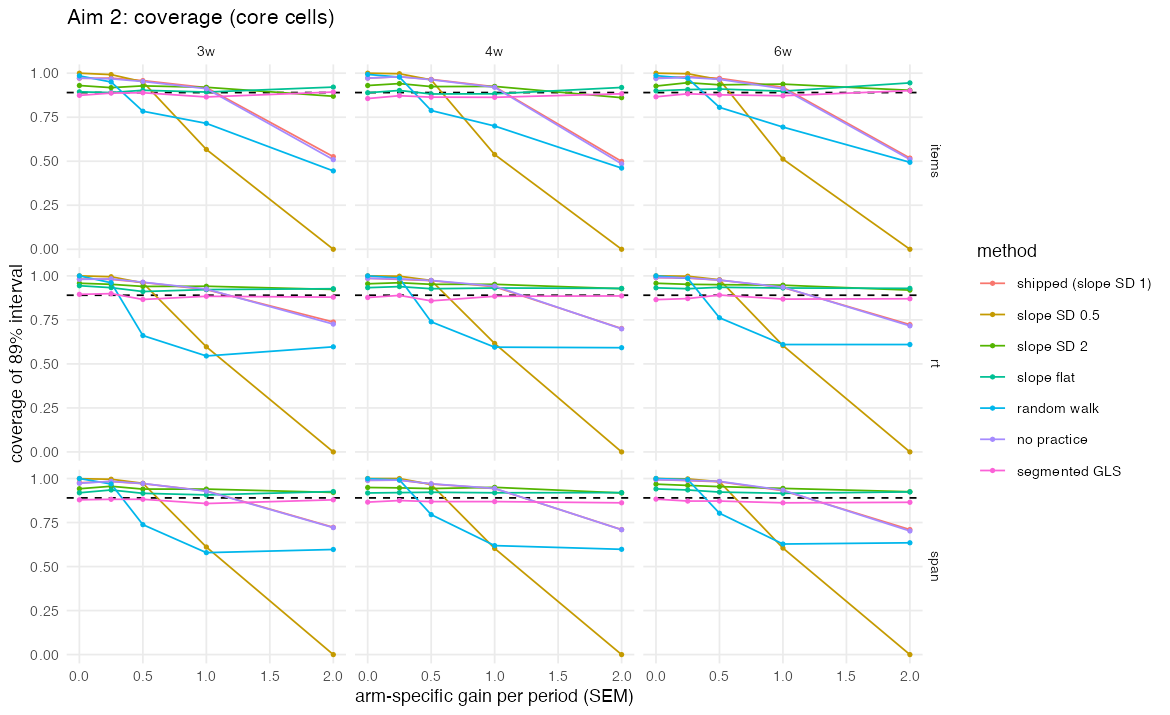 Aim 2: coverage (core cells)
3w
4w
6w
1.00
0.75
0.50
0.25
0.00
items
1.00
0.75
0.50
0.25
0.00
rt
1.00
0.75
0.50
0.25
0.00
span
0.0 0.5 1.0 1.5 2.0
0.0 0.5 1.0 1.5 2.0
0.0 0.5 1.0 1.5 2.0
arm-specific gain per period (SEM)
coverage of 89% interval
method
shipped (slope SD 1)
slope SD 0.5
slope SD 2
slope flat
random walk
no practice
segmented GLS